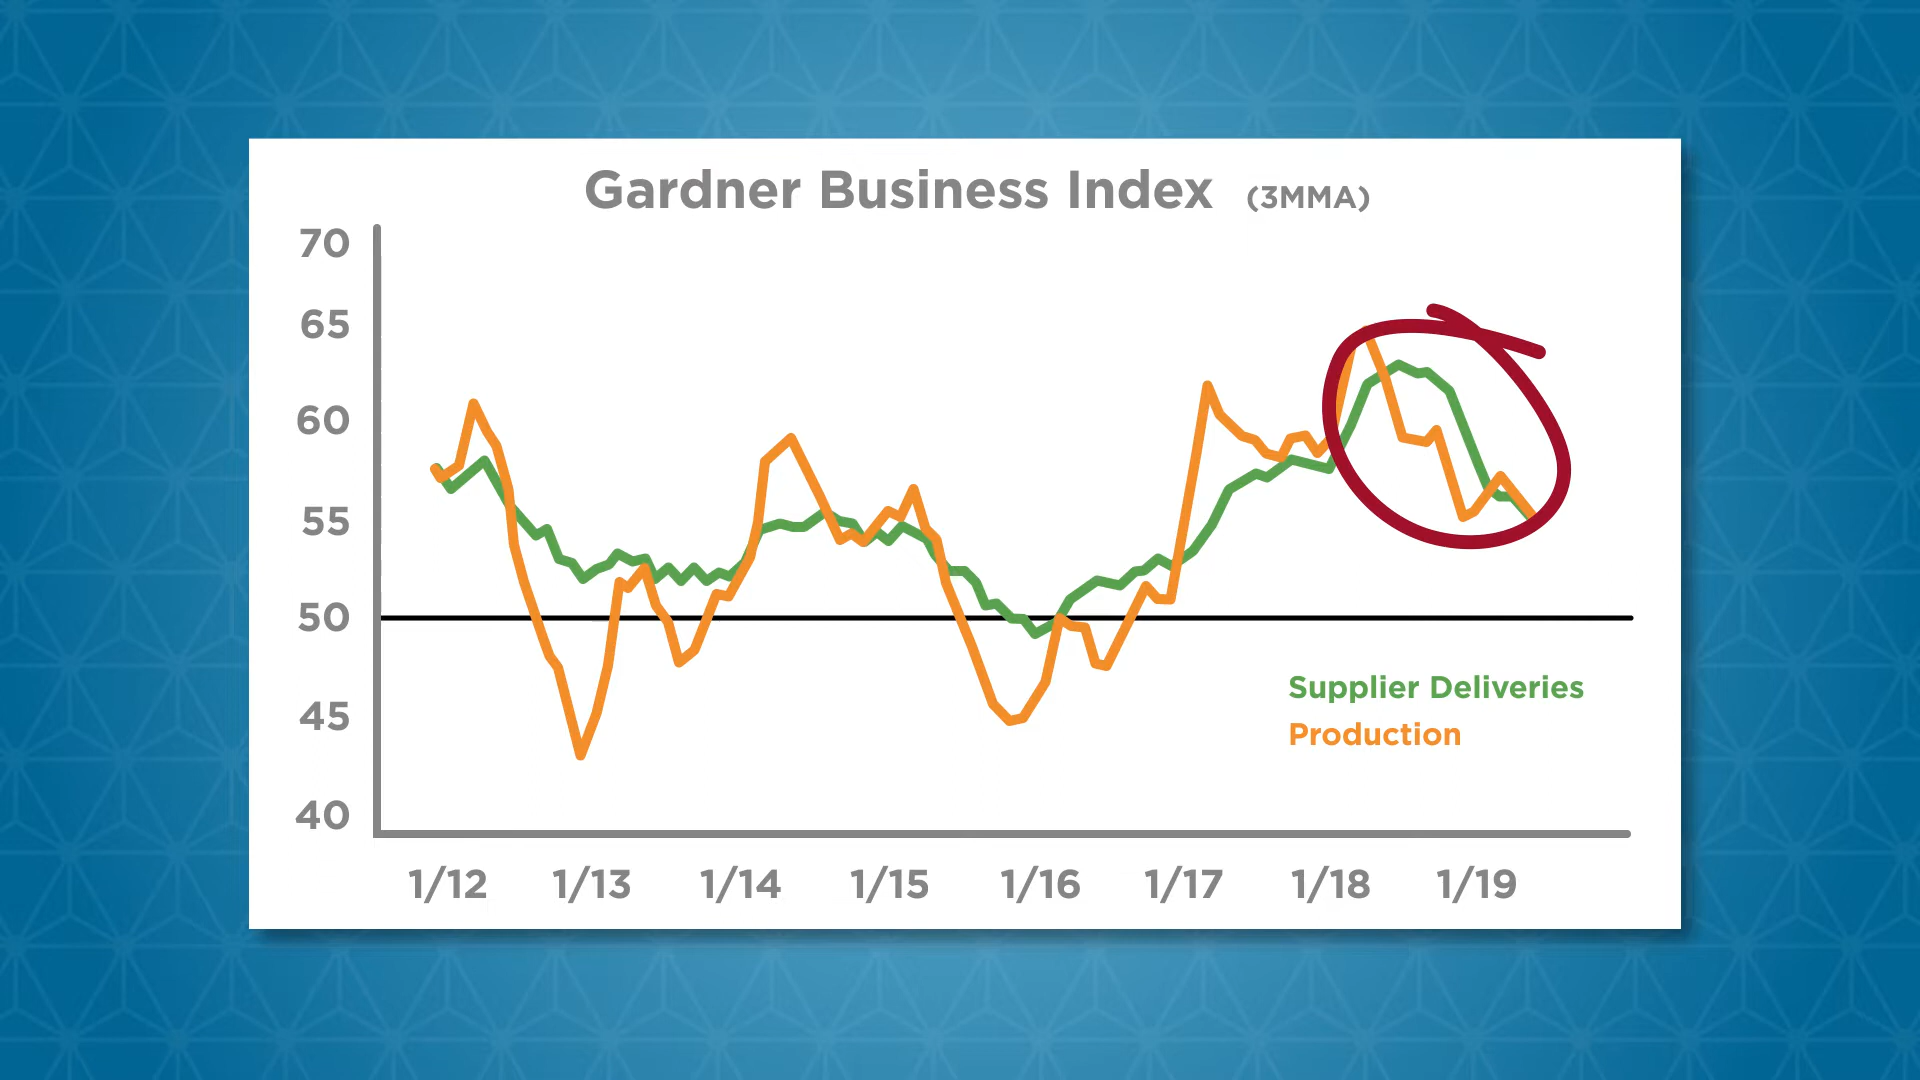 Gardner Business Index (3MMA)
70
65
60
55
50
45
40
Supplier Deliveries
Production
1/12 1/13 1/14 1/15 1/16 1/17 1/18 1/19